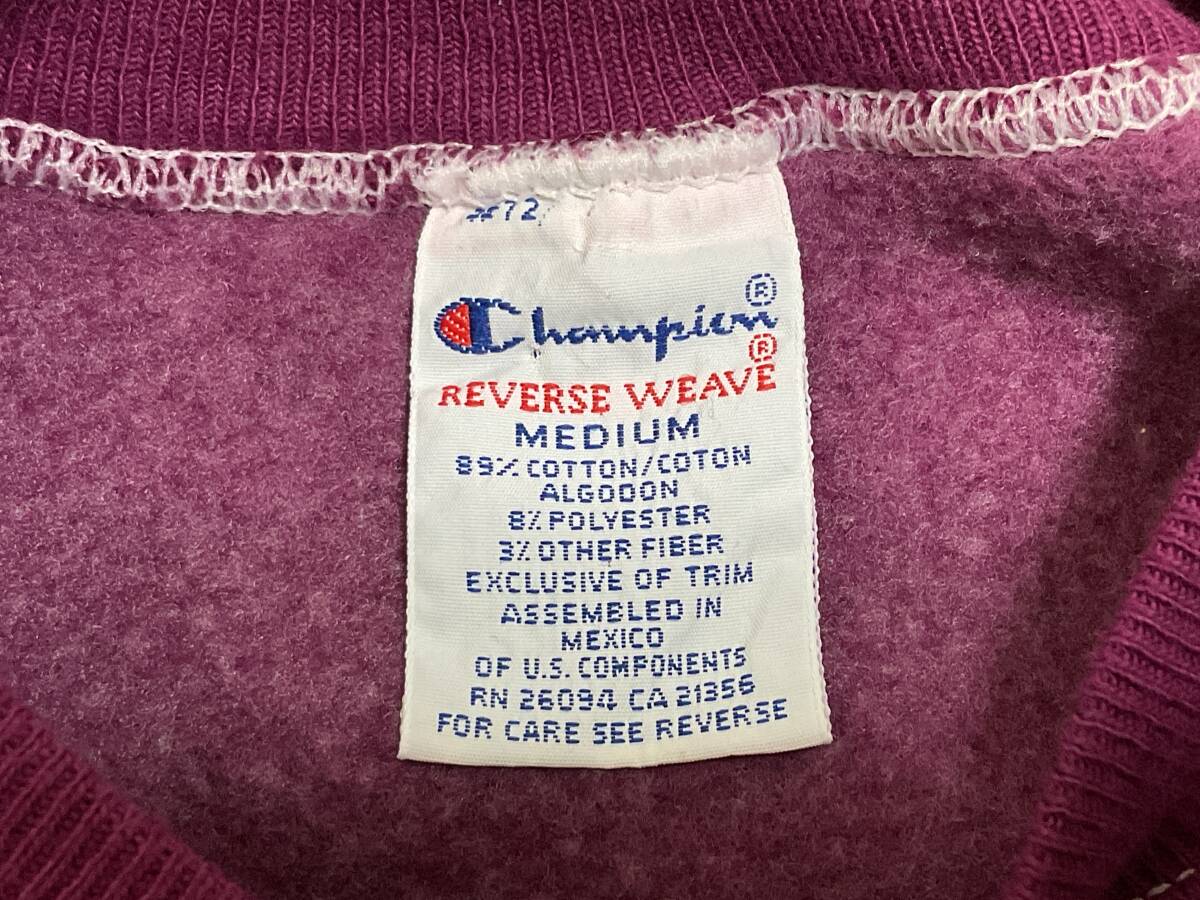 #72
Champion®
REVERSE WEAVE®
MEDIUM
89% COTTON/COTON
ALGODON
8% POLYESTER
3% OTHER FIBER
EXCLUSIVE OF TRIM
ASSEMBLED IN
MEXICO
OF U.S. COMPONENTS
RN 26094 CA 21356
FOR CARE SEE REVERSE